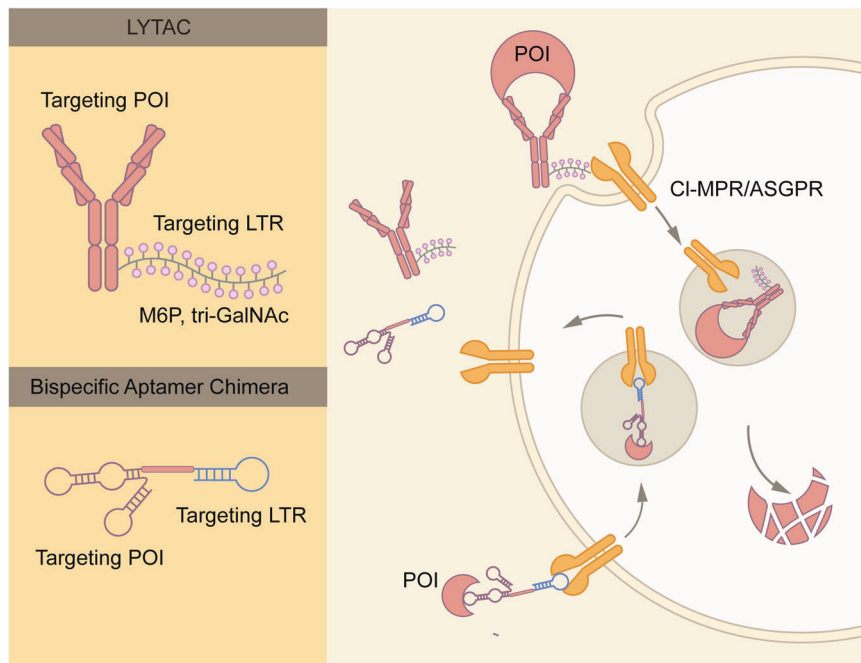 LYTAC
Targeting POI
Targeting LTR
M6P, tri-GalNAc
Bispecific Aptamer Chimera
Targeting LTR
Targeting POI
POI
CI-MPR/ASGPR
POI